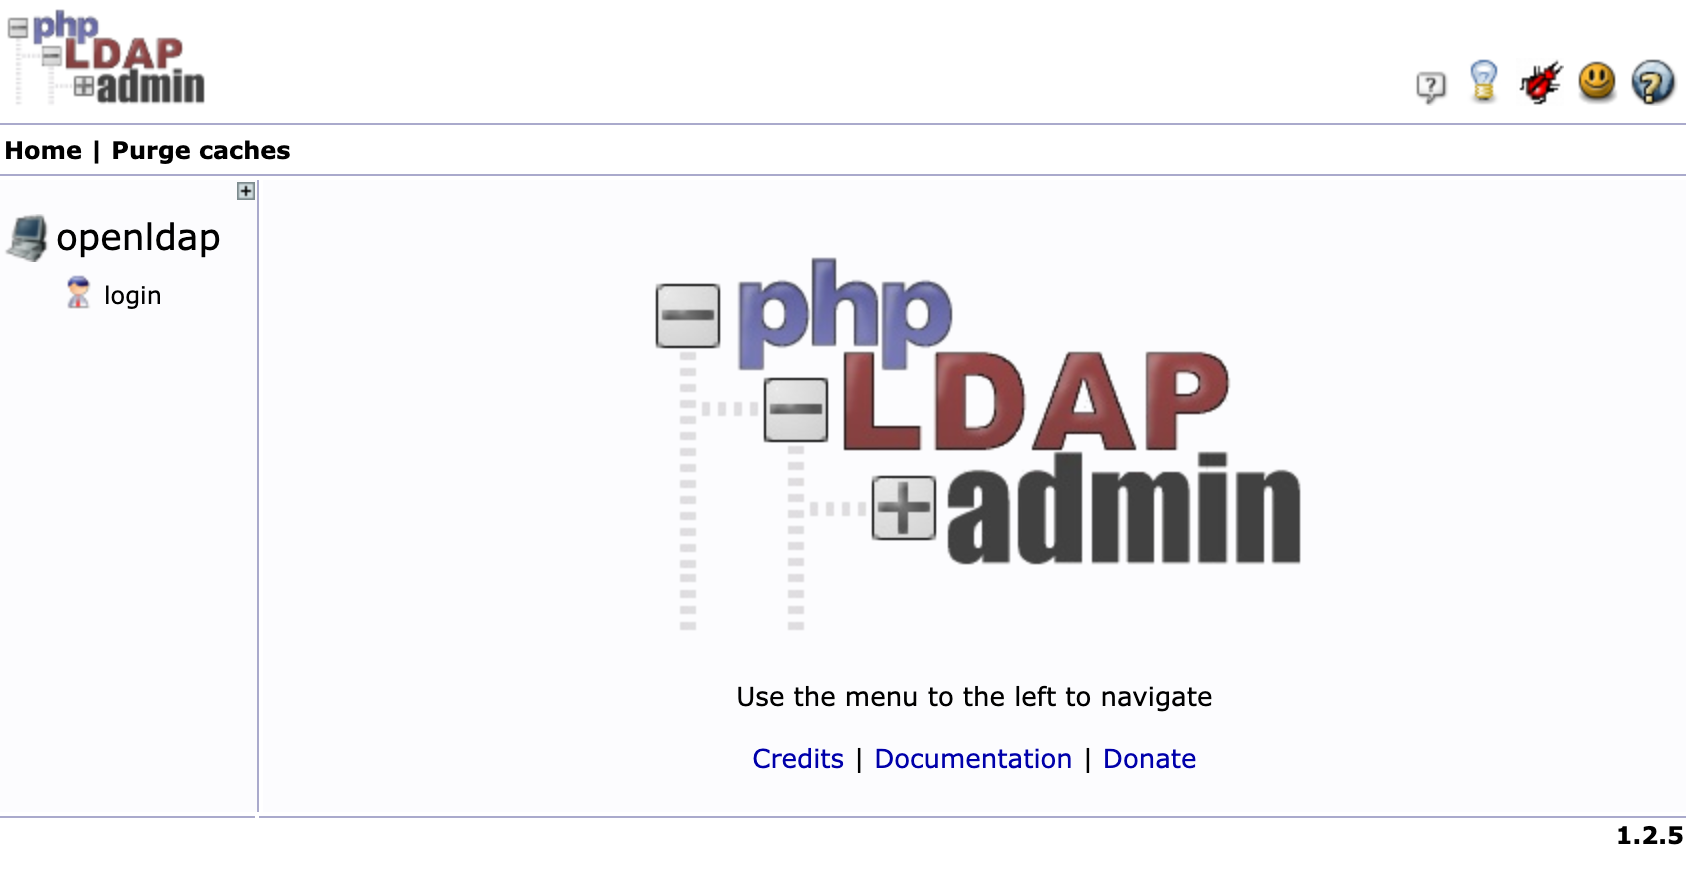 php
LDAP
admin
Home | Purge caches
openldap
login
php
LDAP
admin
Use the menu to the left to navigate
Credits | Documentation | Donate
1.2.5